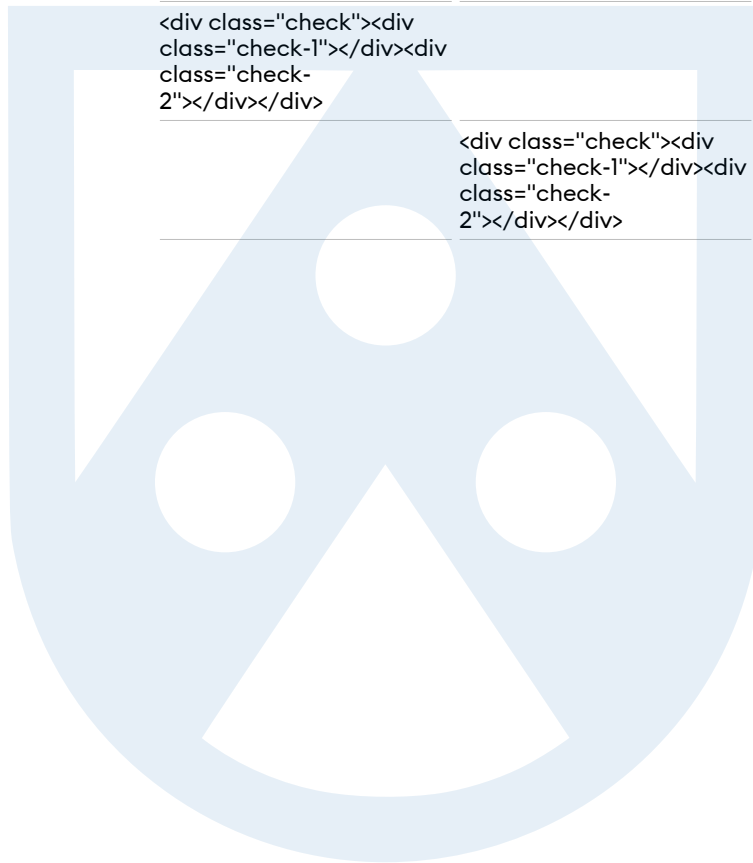 <div class="check"><div
class="check-1"></div><div
class="check-
2"></div></div>
<div class="check"><div
class="check-1"></div><div
class="check-
2"></div></div>